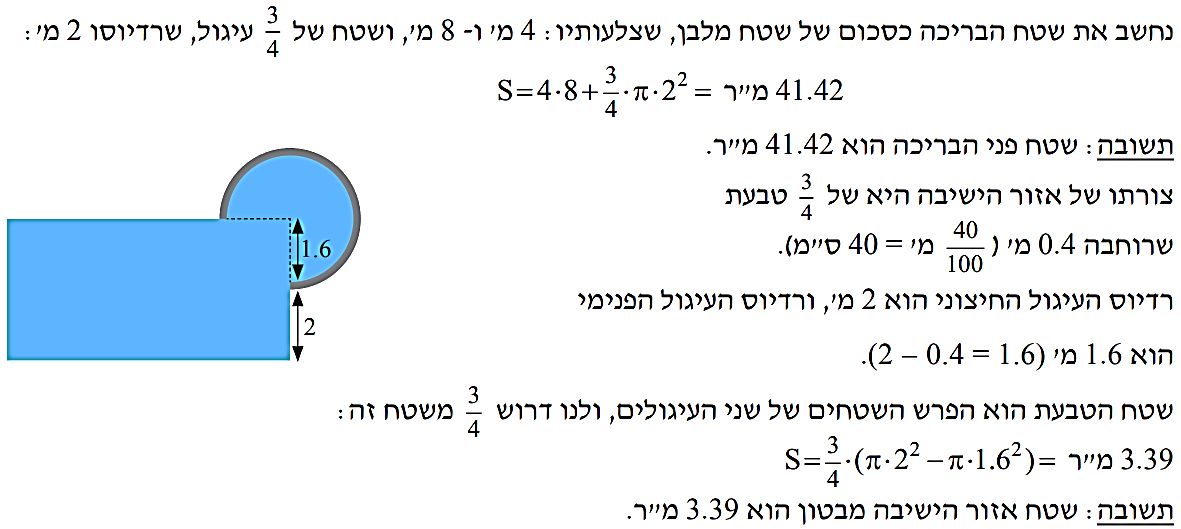 נחשב את שטח הבריכה כסכום של שטח מלבן, שצלעותיו: 4 מ׳ ו- 8 מ׳, ושטח של 3/4 עיגול, שרדיוסו 2 מ׳:
S=4·8+3/4·π·2² = 41.42 מ״ר
תשובה: שטח פני הבריכה הוא 41.42 מ״ר.
צורתו של אזור הישיבה היא של 3/4 טבעת
שרוחבה 0.4 מ׳ (40/100 מ׳ = 40 ס״מ).
1.6
רדיוס העיגול החיצוני הוא 2 מ׳, ורדיוס העיגול הפנימי
2
הוא 1.6 מ׳ (2 – 0.4 = 1.6).
שטח הטבעת הוא הפרש השטחים של שני העיגולים, ולנו דרוש 3/4 משטח זה:
S=3/4·(π·2² – π·1.6²) = 3.39 מ״ר
תשובה: שטח אזור הישיבה מבטון הוא 3.39 מ״ר.